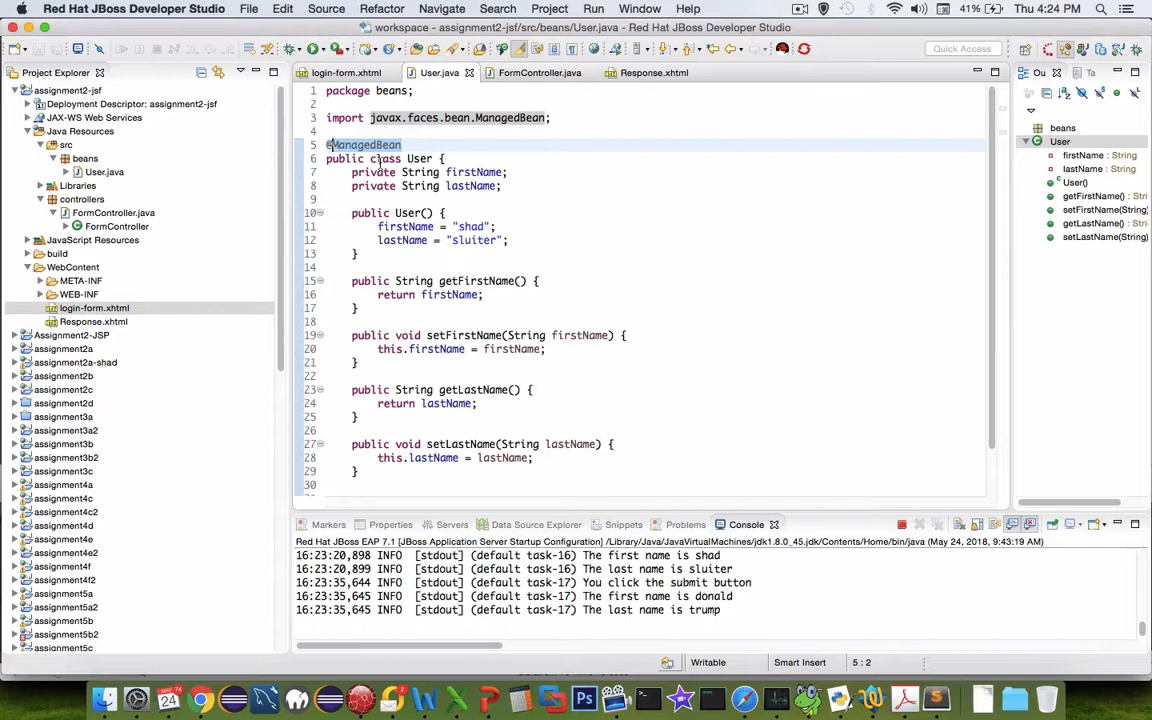 Red Hat JBoss Developer Studio File Edit Source Refactor Navigate Search Project Run Window Help 41% Thu 4:24 PM
workspace - assignment2-jsf/src/beans/User.java - Red Hat JBoss Developer Studio
Quick Access
Project Explorer
login-form.xhtml User.java FormController.java Response.xhtml
Ou Ta
assignment2-jsf
Deployment Descriptor: assignment2-jsf
JAX-WS Web Services
Java Resources
src
beans
User.java
Libraries
controllers
FormController.java
FormController
JavaScript Resources
build
WebContent
META-INF
WEB-INF
login-form.xhtml
Response.xhtml
Assignment2-JSP
assignment2a
assignment2a-shad
assignment2b
assignment2c
assignment2d
assignment3a
assignment3a2
assignment3b
assignment3b2
assignment3c
assignment4a
assignment4c
assignment4c2
assignment4d
assignment4e
assignment4e2
assignment4f
assignment4f2
assignment5a
assignment5a2
assignment5b
assignment5b2
assignment5c
1 package beans;
2
3 import javax.faces.bean.ManagedBean;
4
5 @ManagedBean
6 public class User {
7 private String firstName;
8 private String lastName;
9
10 public User() {
11 firstName = "shad";
12 lastName = "sluiter";
13 }
14
15 public String getFirstName() {
16 return firstName;
17 }
18
19 public void setFirstName(String firstName) {
20 this.firstName = firstName;
21 }
22
23 public String getLastName() {
24 return lastName;
25 }
26
27 public void setLastName(String lastName) {
28 this.lastName = lastName;
29 }
30
beans
User
firstName : String
lastName : String
User()
getFirstName() : String
setFirstName(String)
getLastName() : String
setLastName(String)
Markers Properties Servers Data Source Explorer Snippets Problems Console
Red Hat JBoss EAP 7.1 [JBoss Application Server Startup Configuration] /Library/Java/JavaVirtualMachines/jdk1.8.0_45.jdk/Contents/Home/bin/java (May 24, 2018, 9:43:19 AM)
16:23:20,898 INFO [stdout] (default task-16) The first name is shad
16:23:20,899 INFO [stdout] (default task-16) The last name is sluiter
16:23:35,644 INFO [stdout] (default task-17) You click the submit button
16:23:35,645 INFO [stdout] (default task-17) The first name is donald
16:23:35,645 INFO [stdout] (default task-17) The last name is trump
Writable Smart Insert 5 : 2